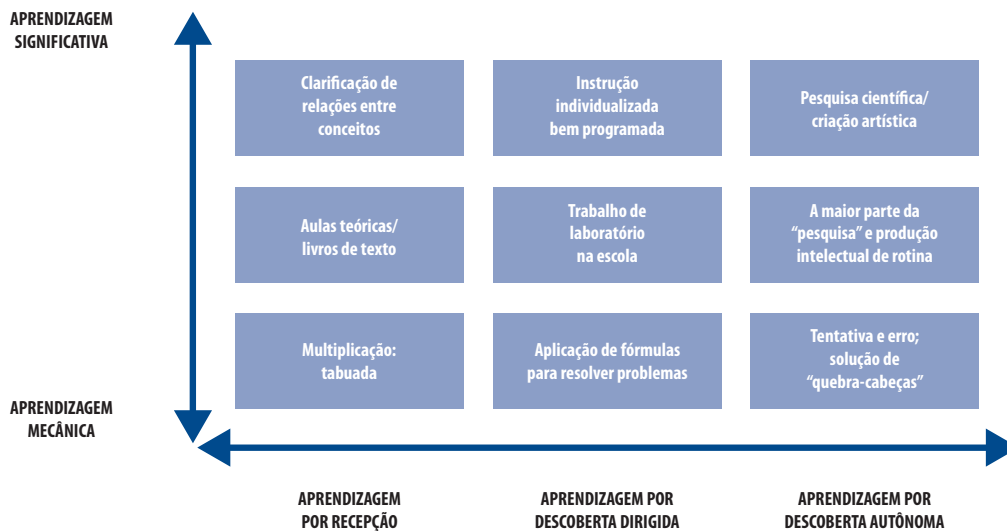 APRENDIZAGEM
SIGNIFICATIVA
Clarificação de
relações entre
conceitos
Instrução
individualizada
bem programada
Pesquisa científica/
criação artística
Aulas teóricas/
livros de texto
Trabalho de
laboratório
na escola
A maior parte da
“pesquisa” e produção
intelectual de rotina
Multiplicação:
tabuada
Aplicação de fórmulas
para resolver problemas
Tentativa e erro;
solução de
“quebra-cabeças”
APRENDIZAGEM
MECÂNICA
APRENDIZAGEM
POR RECEPÇÃO
APRENDIZAGEM POR
DESCOBERTA DIRIGIDA
APRENDIZAGEM POR
DESCOBERTA AUTÔNOMA